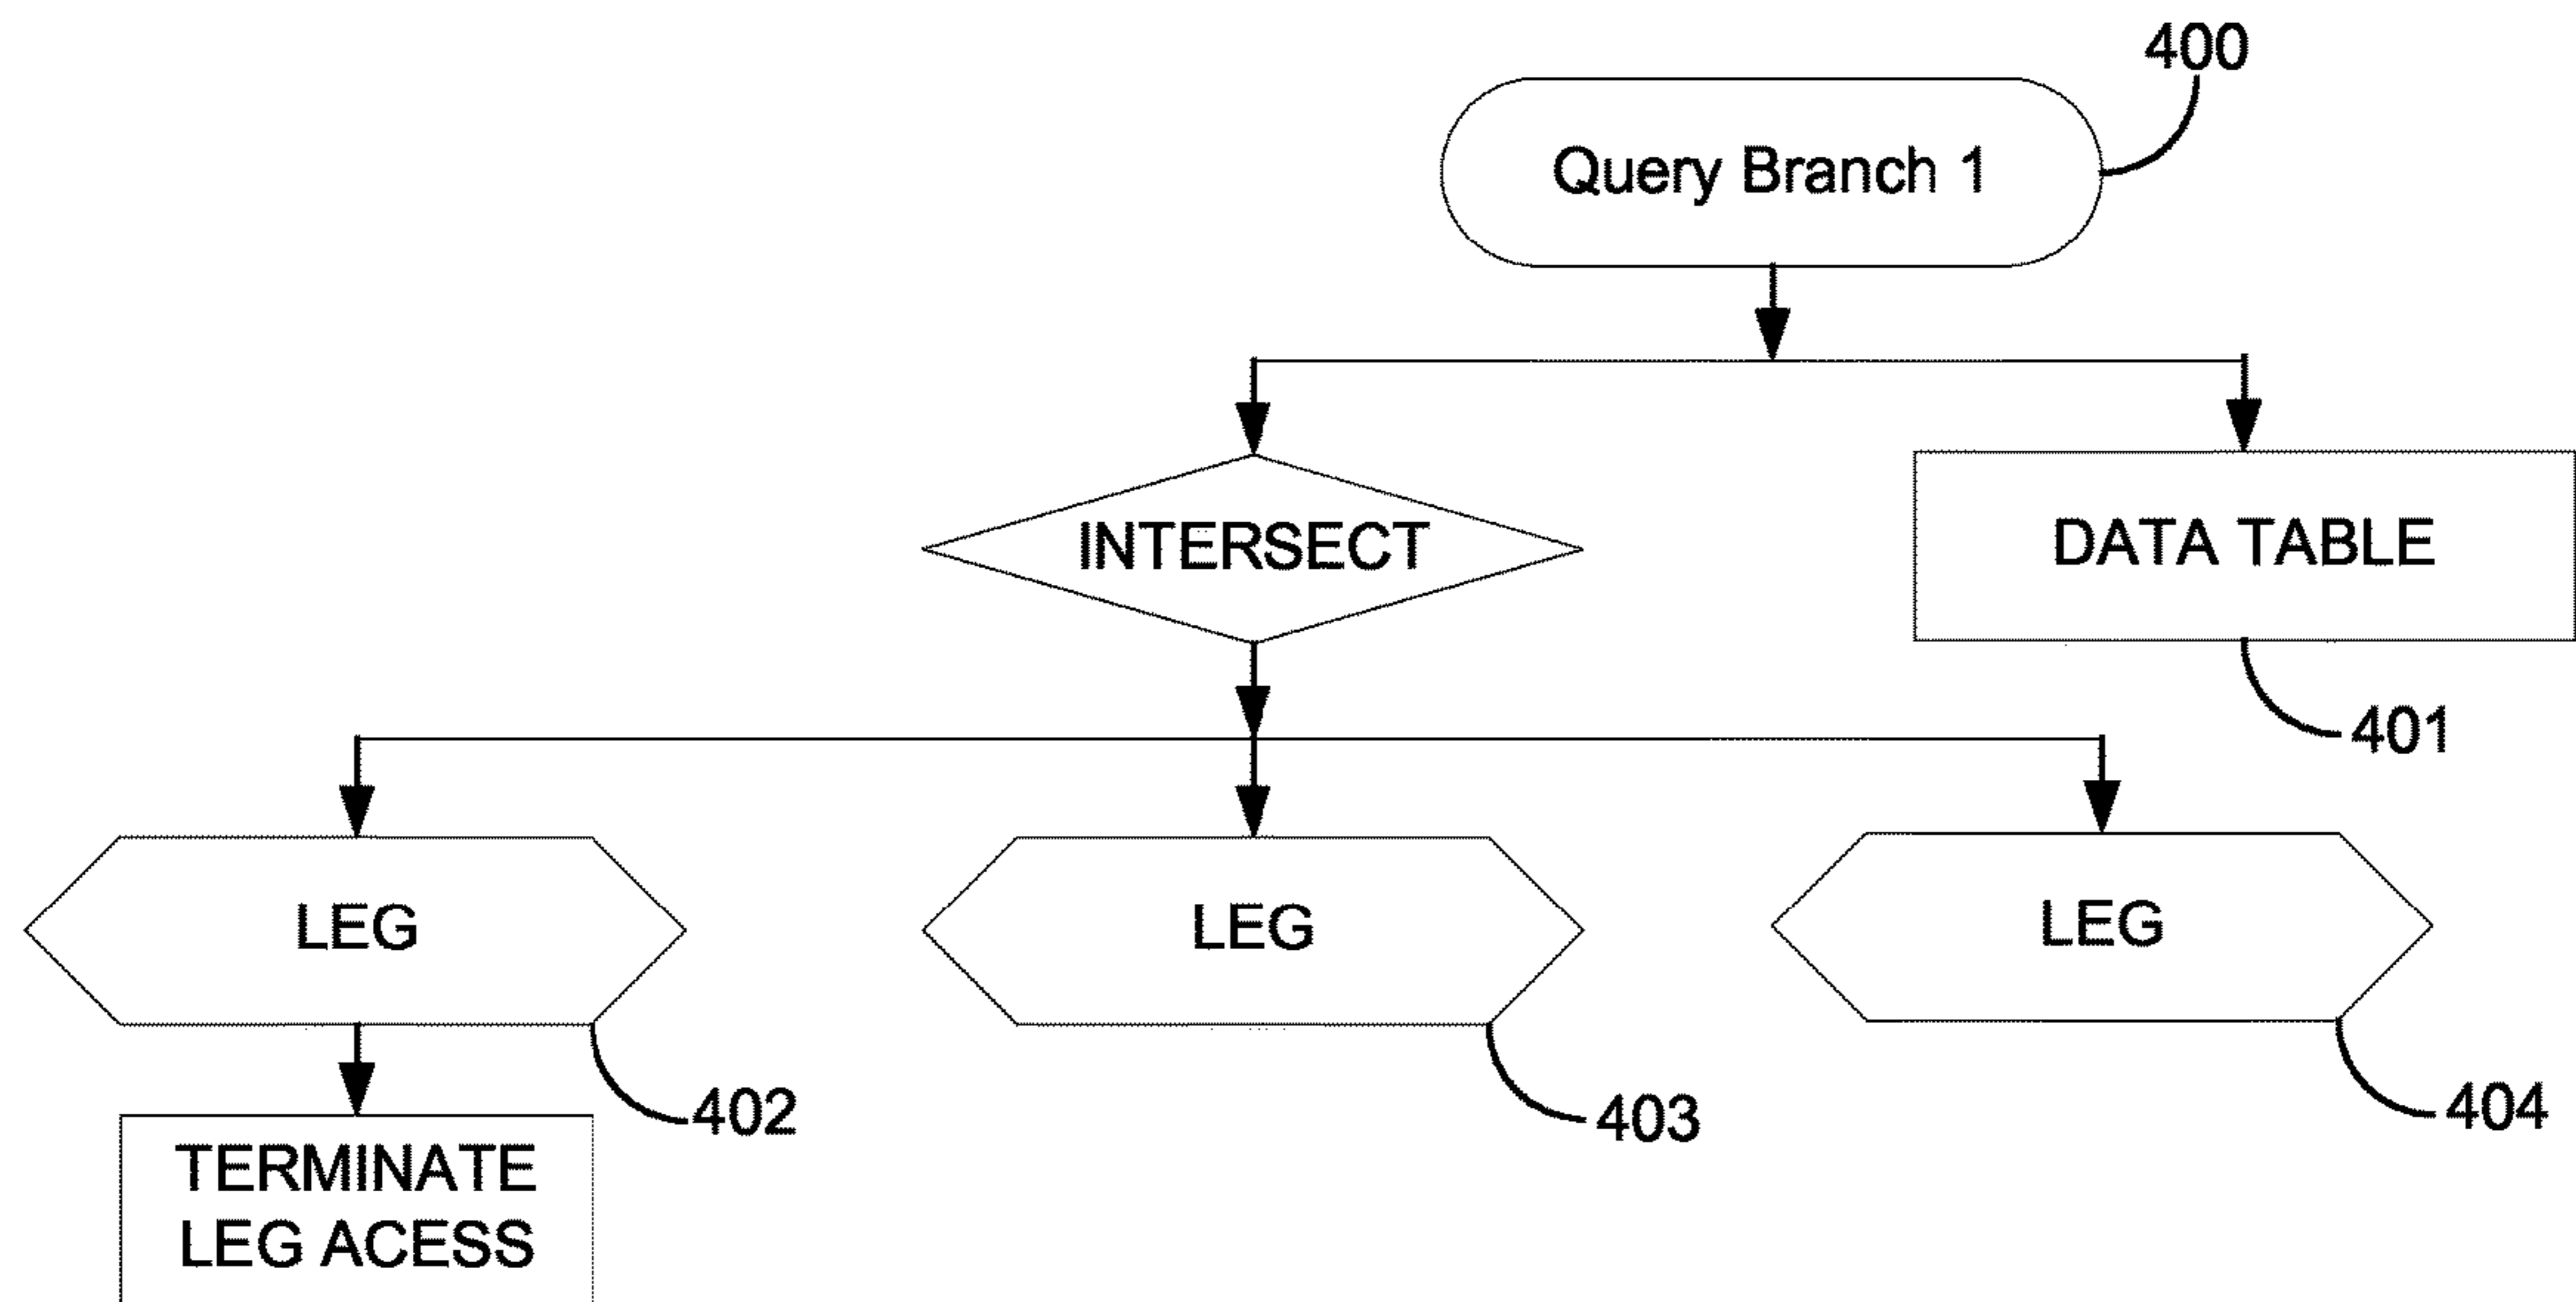 400
Query Branch 1
INTERSECT
DATA TABLE
401
LEG
LEG
LEG
402
403
404
TERMINATE
LEG ACESS